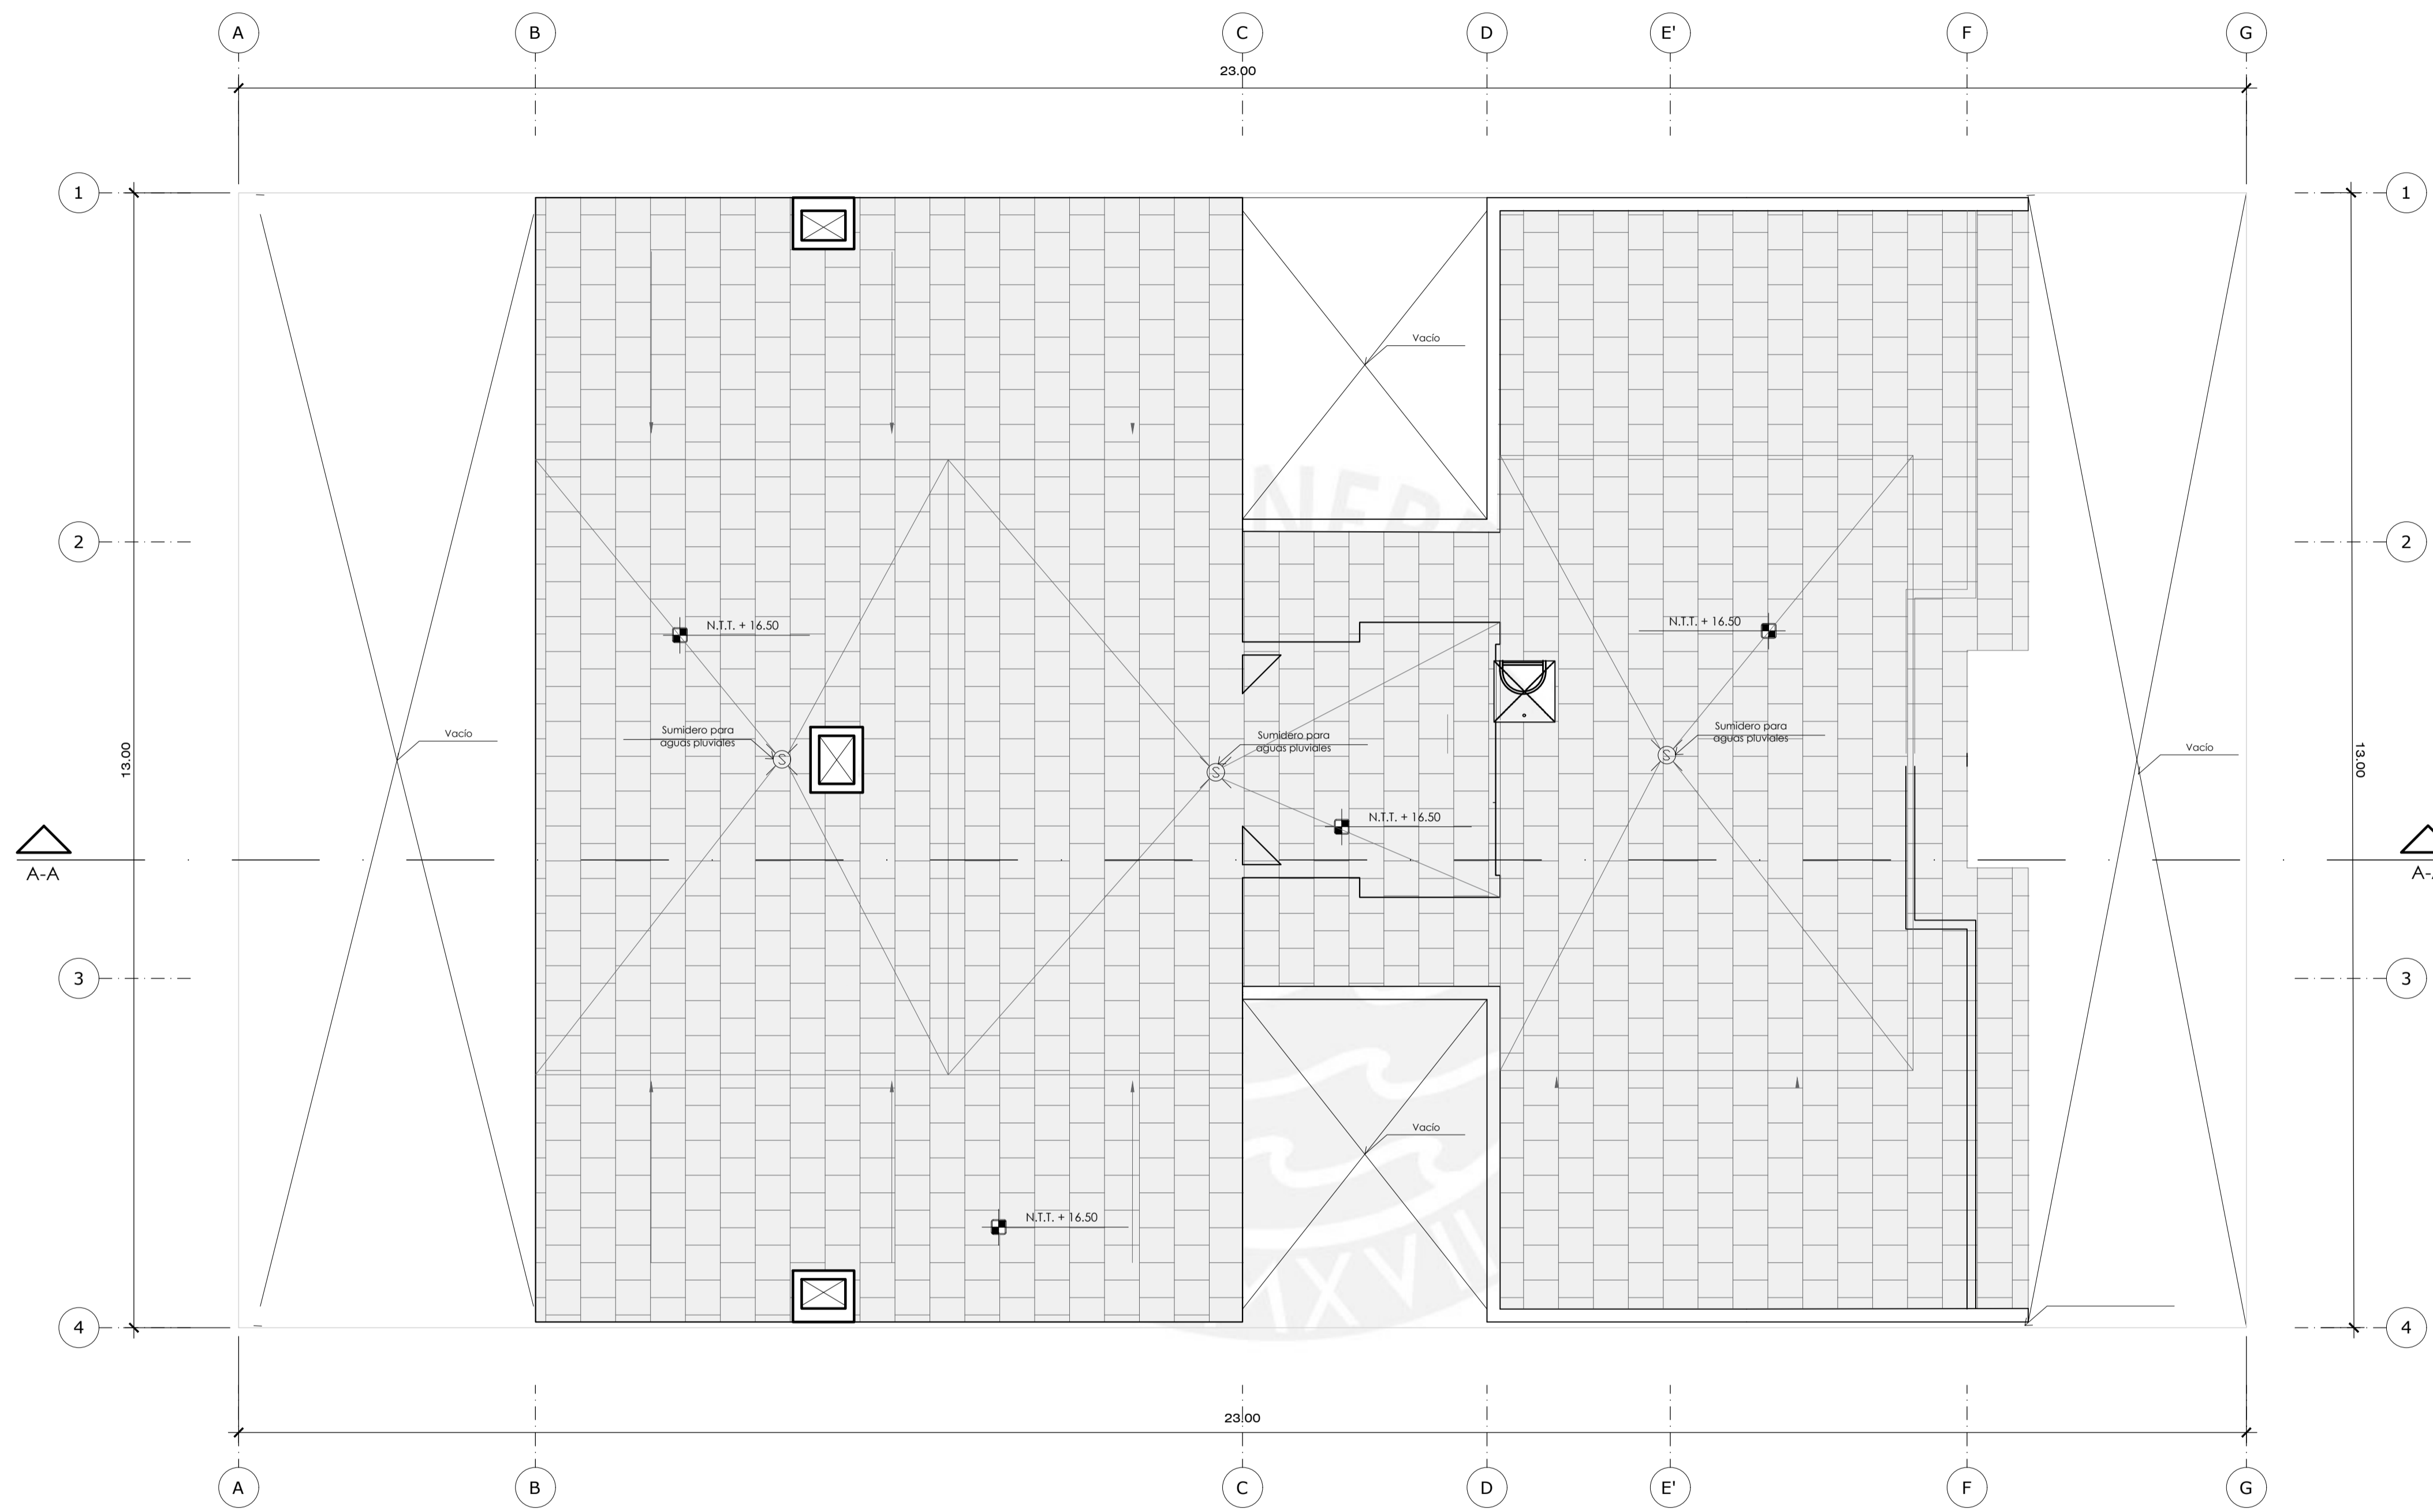 A B C D E' F G
23.00
1 1
Vacío
2 2
N.T.T. + 16.50
N.T.T. + 16.50
Sumidero para
aguas pluviales
Sumidero para
aguas pluviales
Sumidero para
aguas pluviales
Vacío
Vacío
13.00
13.00
N.T.T. + 16.50
A-A
A-
3 3
Vacío
N.T.T. + 16.50
4 4
23.00
A B C D E' F G
S
S
S
MXVII